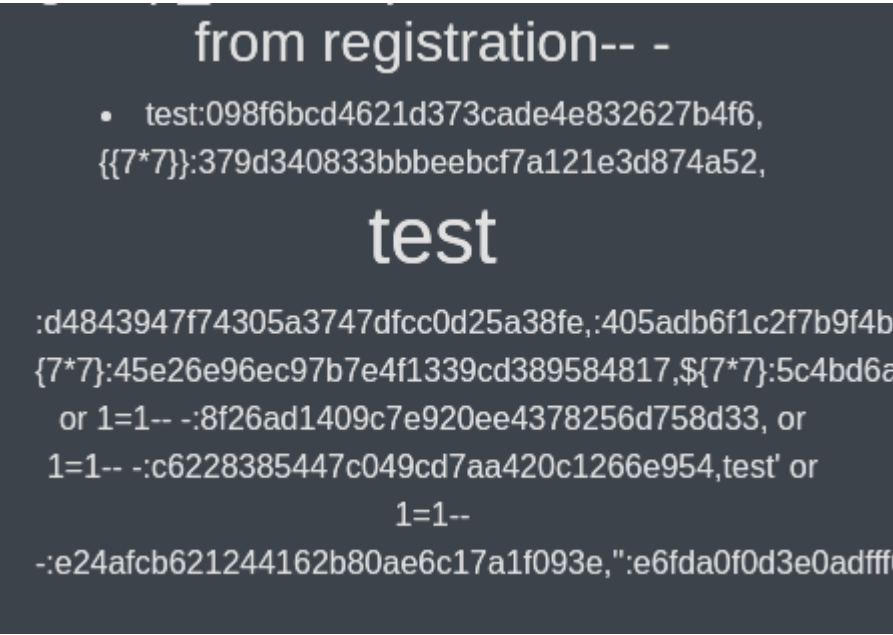 from registration-- -
• test:098f6bcd4621d373cade4e832627b4f6,
{{7*7}}:379d340833bbbeebcf7a121e3d874a52,
test
:d4843947f74305a3747dfcc0d25a38fe,:405adb6f1c2f7b9f4b
{7*7}:45e26e96ec97b7e4f1339cd389584817,${7*7}:5c4bd6a
or 1=1-- -:8f26ad1409c7e920ee4378256d758d33, or
1=1-- -:c6228385447c049cd7aa420c1266e954,test' or
1=1--
-:e24afcb621244162b80ae6c17a1f093e,":e6fda0f0d3e0adfff